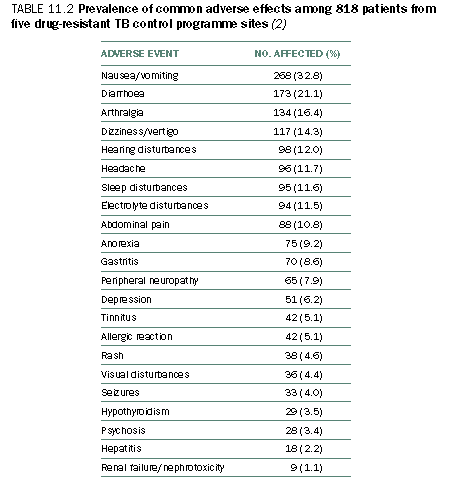 TABLE 11.2 Prevalence of common adverse effects among 818 patients from
five drug-resistant TB control programme sites (2)
ADVERSE EVENT NO. AFFECTED (%)
Nausea/vomiting 268 (32.8)
Diarrhoea 173 (21.1)
Arthralgia 134 (16.4)
Dizziness/vertigo 117 (14.3)
Hearing disturbances 98 (12.0)
Headache 96 (11.7)
Sleep disturbances 95 (11.6)
Electrolyte disturbances 94 (11.5)
Abdominal pain 88 (10.8)
Anorexia 75 (9.2)
Gastritis 70 (8.6)
Peripheral neuropathy 65 (7.9)
Depression 51 (6.2)
Tinnitus 42 (5.1)
Allergic reaction 42 (5.1)
Rash 38 (4.6)
Visual disturbances 36 (4.4)
Seizures 33 (4.0)
Hypothyroidism 29 (3.5)
Psychosis 28 (3.4)
Hepatitis 18 (2.2)
Renal failure/nephrotoxicity 9 (1.1)